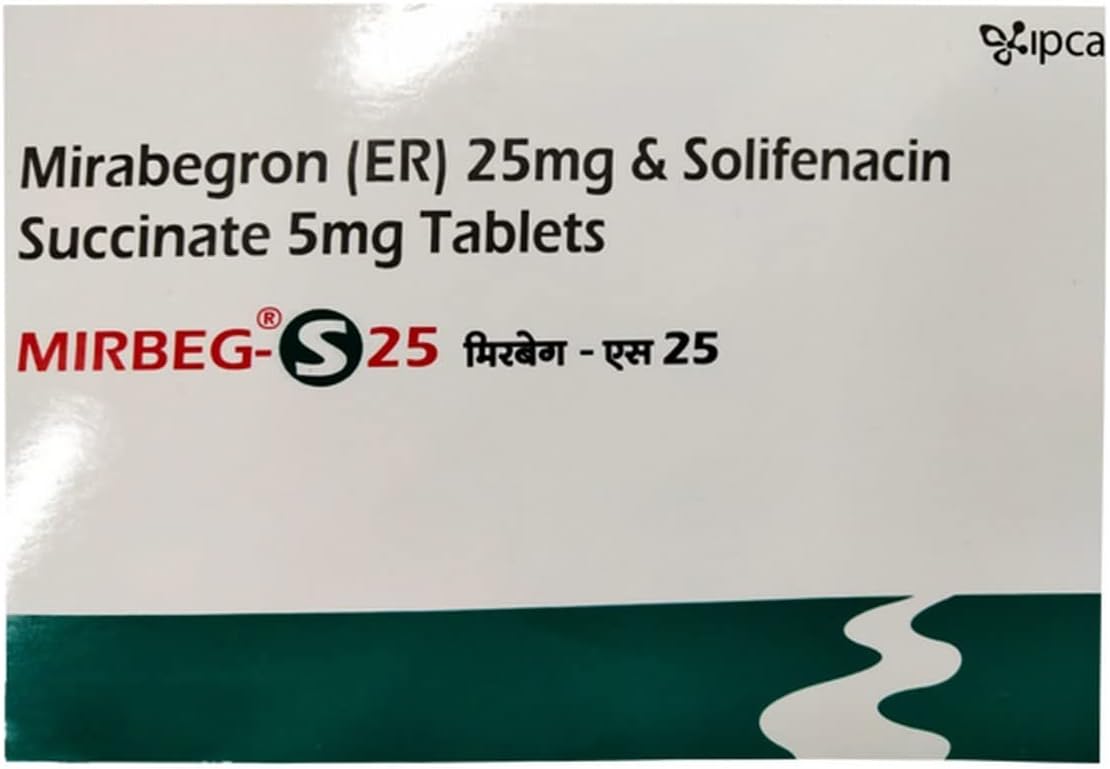 ipca
Mirabegron (ER) 25mg & Solifenacin
Succinate 5mg Tablets
MIRBEG-®S25 मिरबेग - एस 25